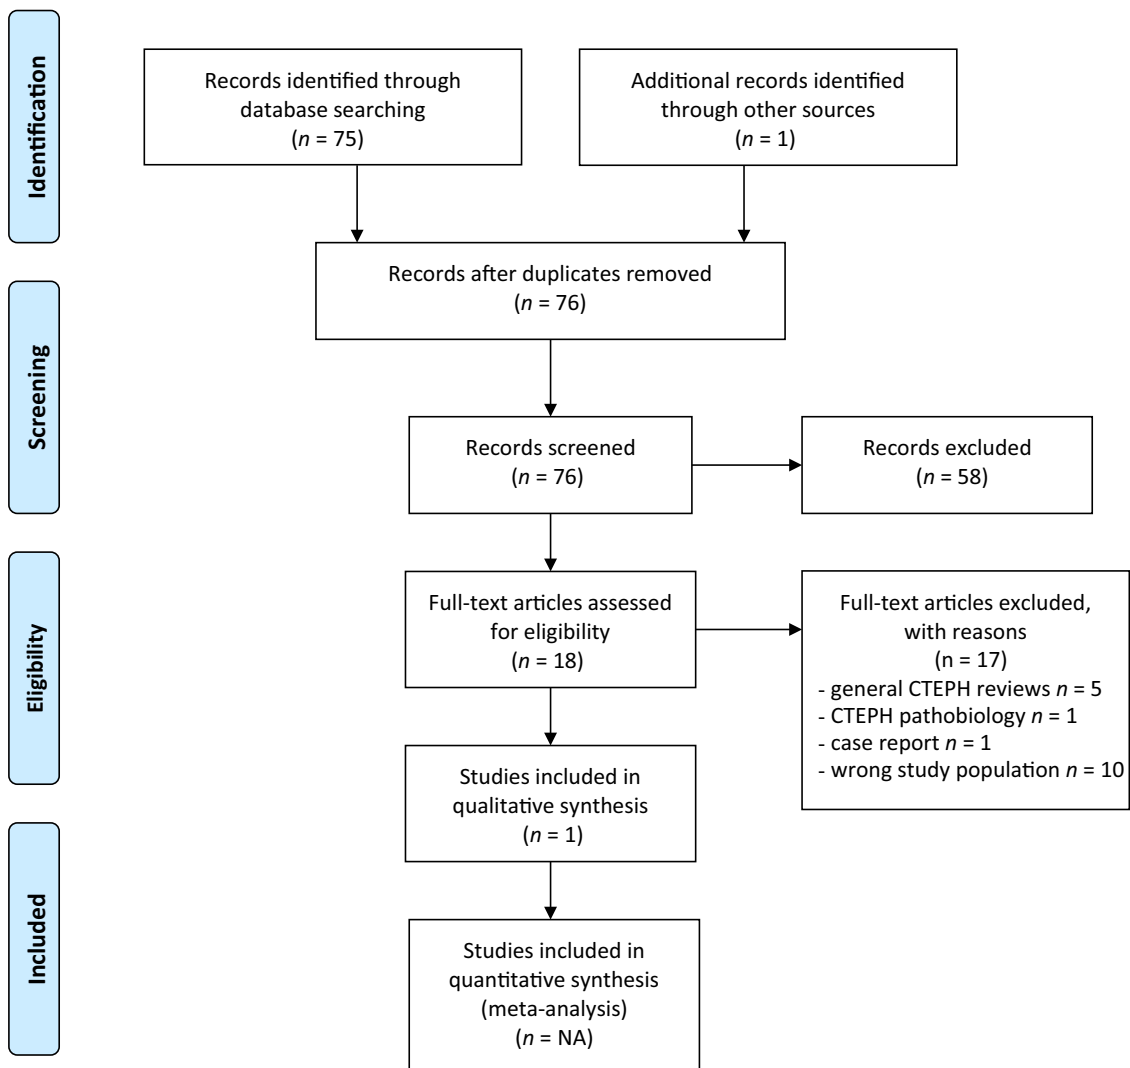 Identification
Records identified through
database searching
(n = 75)
Additional records identified
through other sources
(n = 1)
Records after duplicates removed
(n = 76)
Screening
Records screened
(n = 76)
Records excluded
(n = 58)
Eligibility
Full-text articles assessed
for eligibility
(n = 18)
Full-text articles excluded,
with reasons
(n = 17)
- general CTEPH reviews n = 5
- CTEPH pathobiology n = 1
- case report n = 1
- wrong study population n = 10
Studies included in
qualitative synthesis
(n = 1)
Included
Studies included in
quantitative synthesis
(meta-analysis)
(n = NA)